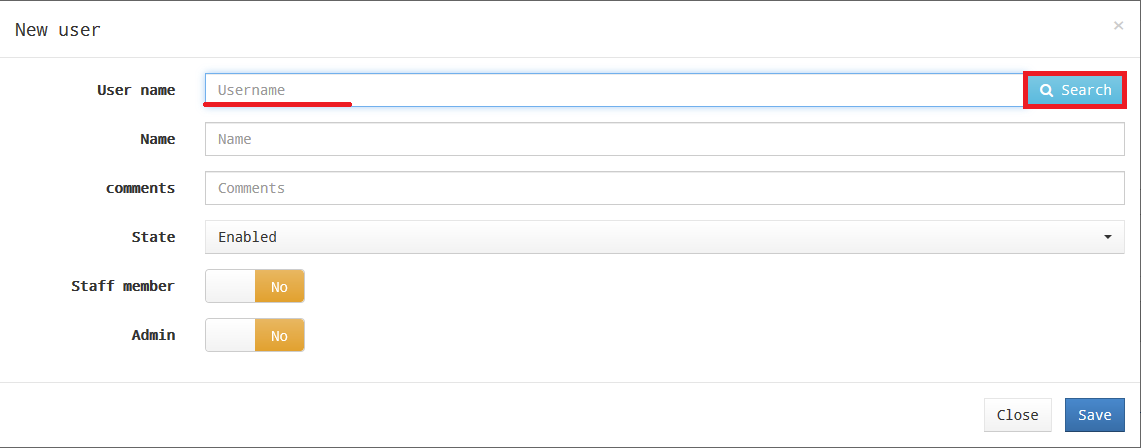 New user ×
User name Username Search
Name Name
comments Comments
State Enabled
Staff member No
Admin No
Close Save